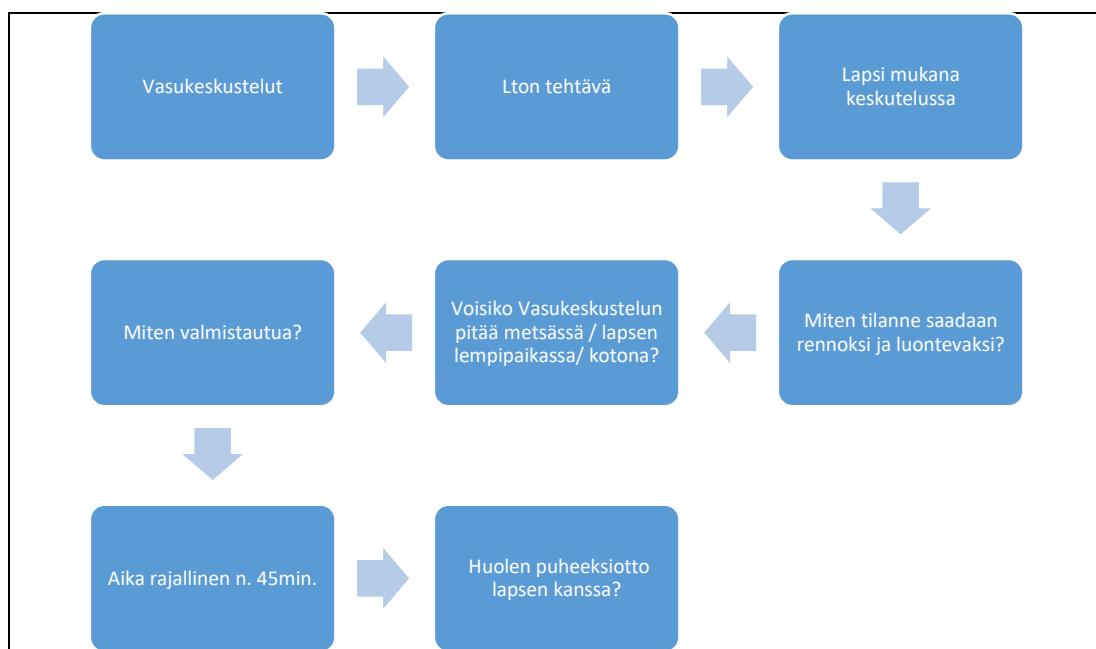 Vasukeskustelut
Lton tehtävä
Lapsi mukana
keskutelussa
Miten tilanne saadaan
rennoksi ja luontevaksi?
Voisiko Vasukeskustelun
pitää metsässä / lapsen
lempipaikassa/ kotona?
Miten valmistautua?
Aika rajallinen n. 45min.
Huolen puheeksiotto
lapsen kanssa?